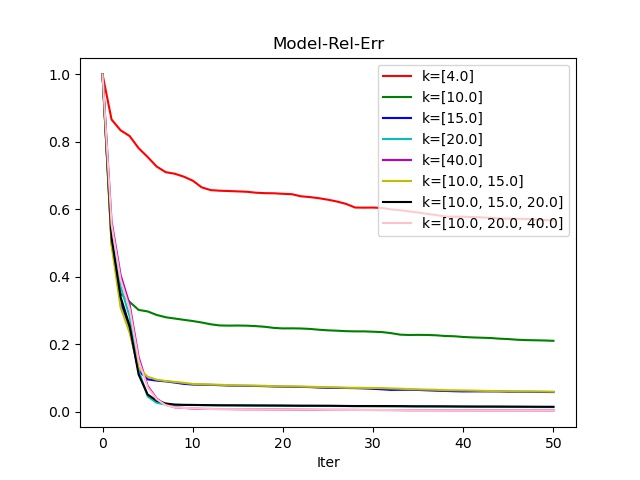 Model-Rel-Err
1.0
0.8
0.6
0.4
0.2
0.0
k=[4.0]
k=[10.0]
k=[15.0]
k=[20.0]
k=[40.0]
k=[10.0, 15.0]
k=[10.0, 15.0, 20.0]
k=[10.0, 20.0, 40.0]
0 10 20 30 40 50
Iter